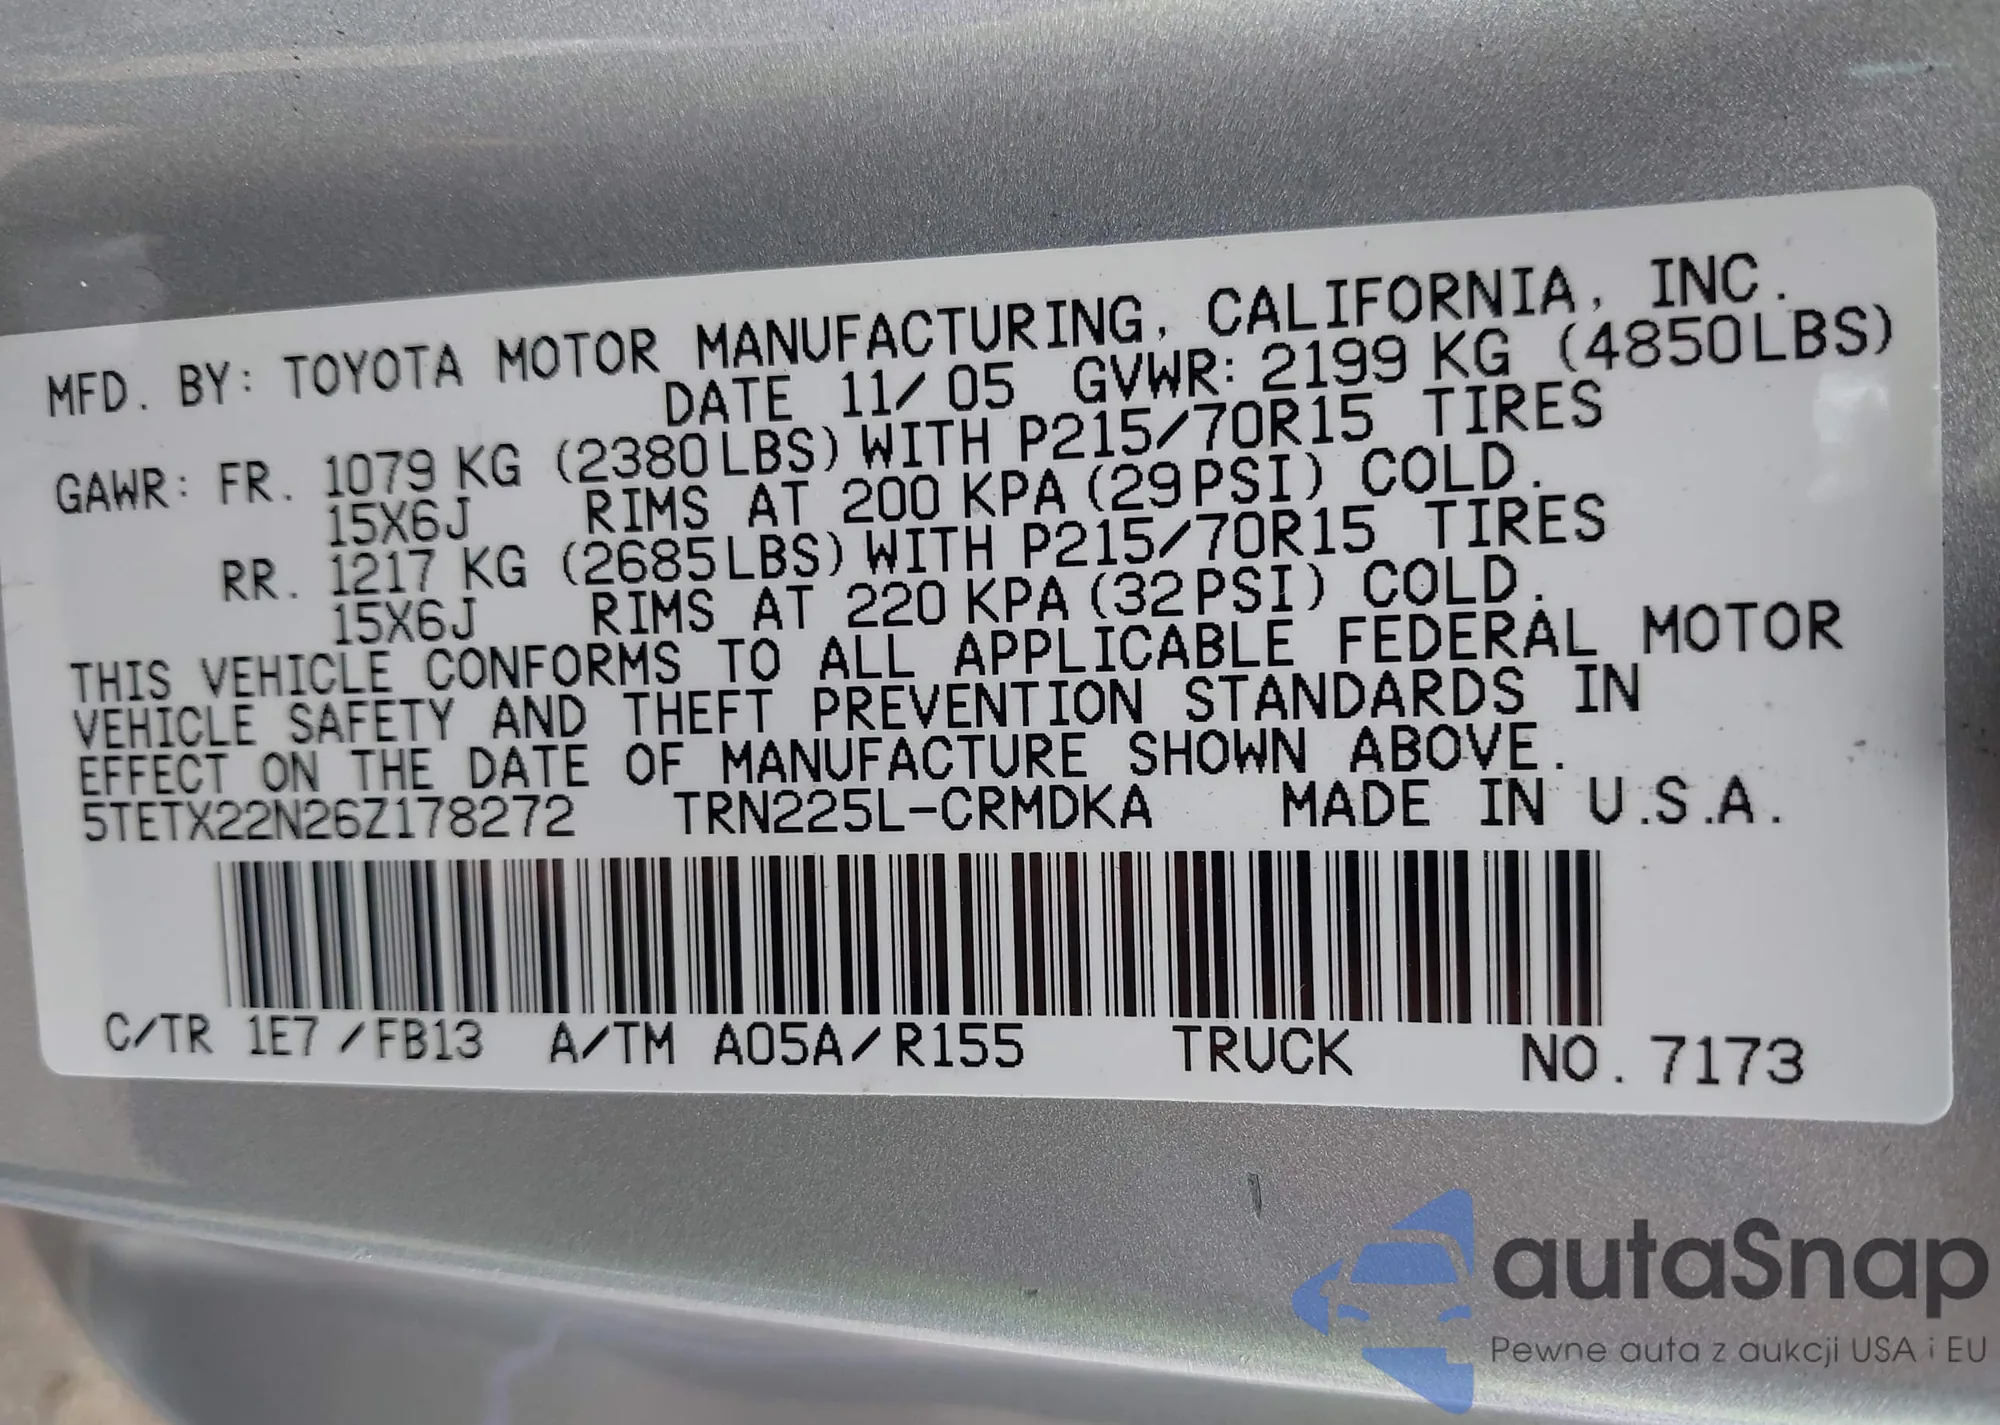 MFD. BY: TOYOTA MOTOR MANUFACTURING, CALIFORNIA, INC.
DATE 11/05 GVWR: 2199 KG (4850LBS)
GAWR: FR. 1079 KG (2380LBS) WITH P215/70R15 TIRES
15X6J RIMS AT 200 KPA (29PSI) COLD.
RR. 1217 KG (2685LBS) WITH P215/70R15 TIRES
15X6J RIMS AT 220 KPA (32PSI) COLD.
THIS VEHICLE CONFORMS TO ALL APPLICABLE FEDERAL MOTOR
VEHICLE SAFETY AND THEFT PREVENTION STANDARDS IN
EFFECT ON THE DATE OF MANUFACTURE SHOWN ABOVE.
5TETX22N26Z178272 TRN225L-CRMDKA MADE IN U.S.A.
C/TR 1E7/FB13 A/TM A05A/R155 TRUCK NO. 7173
autaSnap
Pewne auta z aukcji USA i EU